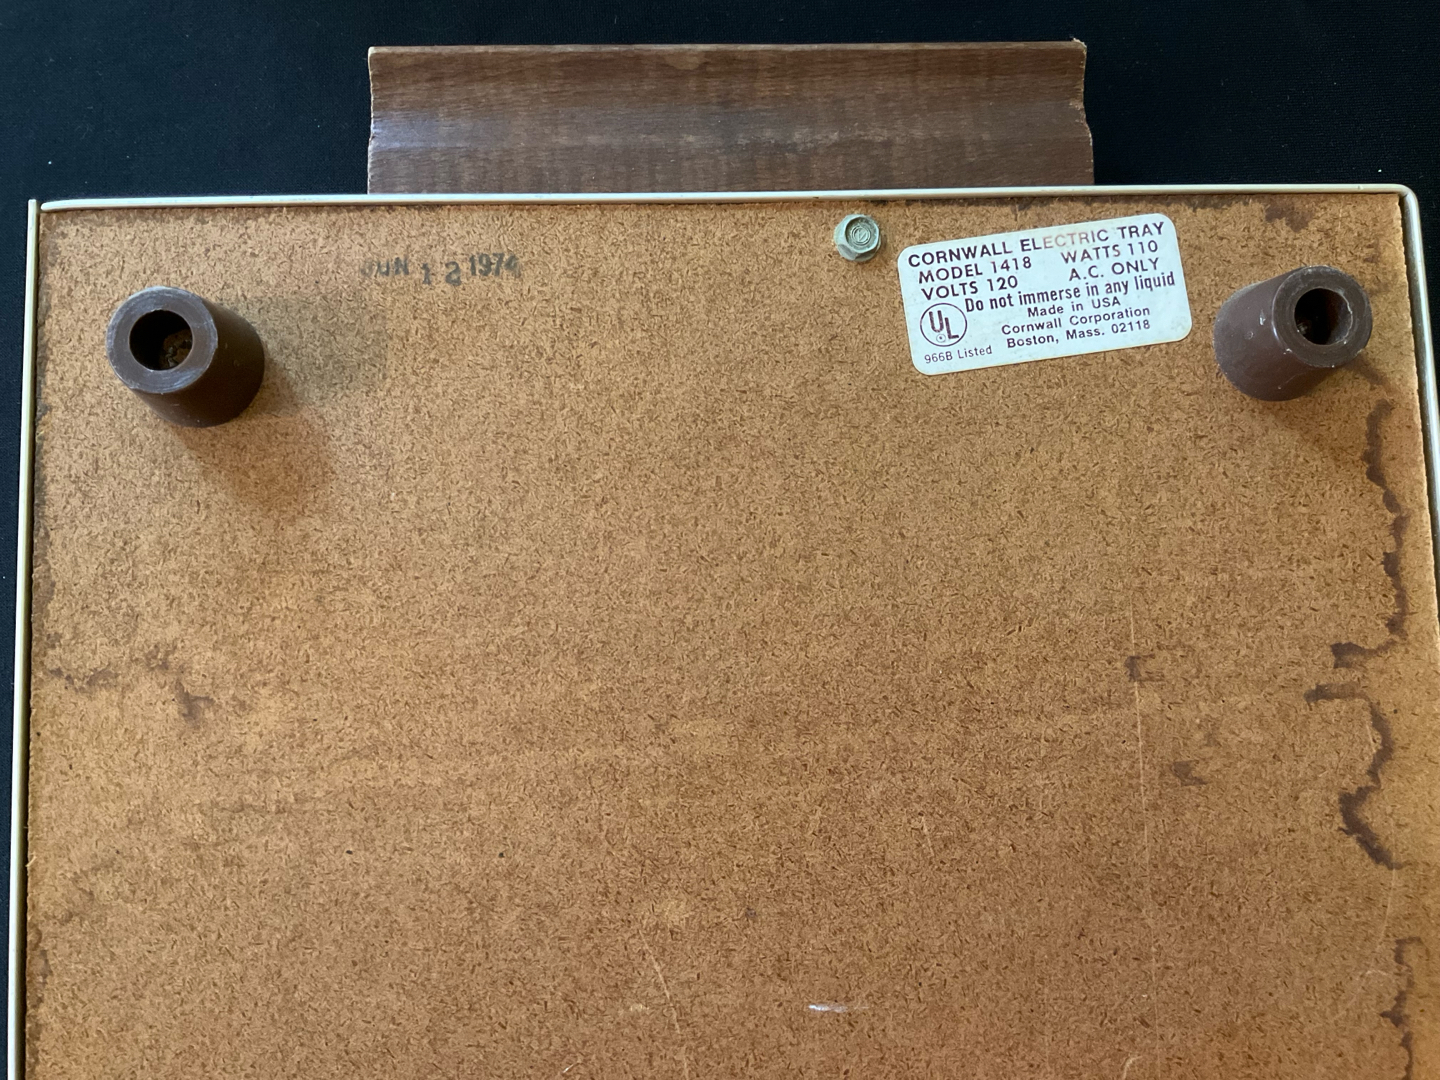 JUN 12 1974
CORNWALL ELECTRIC TRAY
MODEL 1418 WATTS 110
VOLTS 120 A.C. ONLY
Do not immerse in any liquid
UL
Made in USA
Cornwall Corporation
966B Listed Boston, Mass. 02118